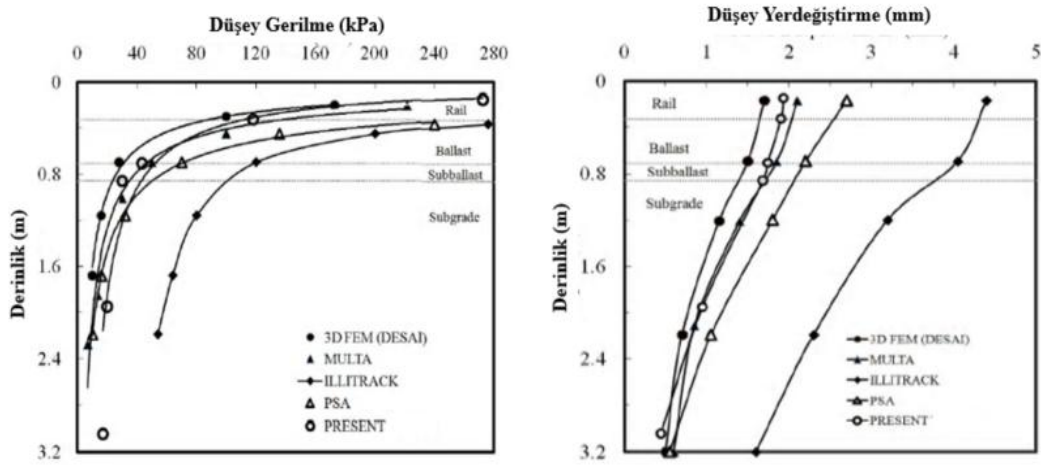 Düşey Gerilme (kPa)
0 40 80 120 160 200 240 280
0
0.8
1.6
2.4
3.2
Derinlik (m)
Rail
Ballast
Subballast
Subgrade
3D FEM (DESAI)
MULTA
ILLITRACK
PSA
PRESENT
Düşey Yerdeğiştirme (mm)
0 1 2 3 4 5
0
0.8
1.6
2.4
3.2
Derinlik (m)
Rail
Ballast
Subballast
Subgrade
3D FEM (DESAI)
MULTA
ILLITRACK
PSA
PRESENT